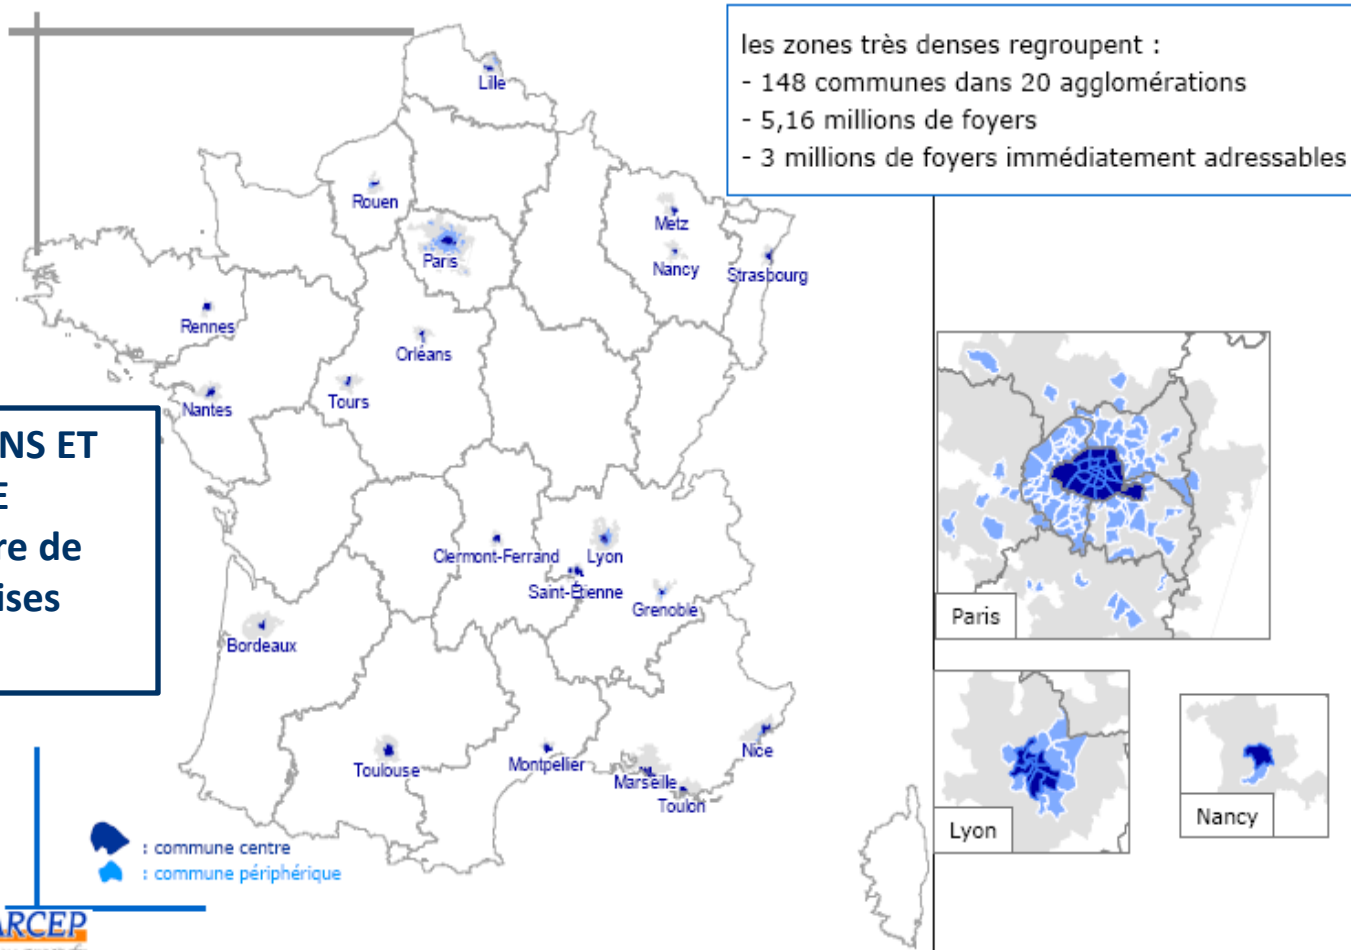 les zones très denses regroupent :
- 148 communes dans 20 agglomérations
- 5,16 millions de foyers
- 3 millions de foyers immédiatement adressables
Lille
Rouen
Paris
Metz
Nancy
Strasbourg
Rennes
Orléans
Nantes
Tours
NS ET
E
re de
ises
Clermont-Ferrand
Lyon
Saint-Étienne
Grenoble
Bordeaux
Toulouse
Montpellier
Marseille
Toulon
Nice
Paris
Lyon
Nancy
: commune centre
: commune périphérique
ARCEP